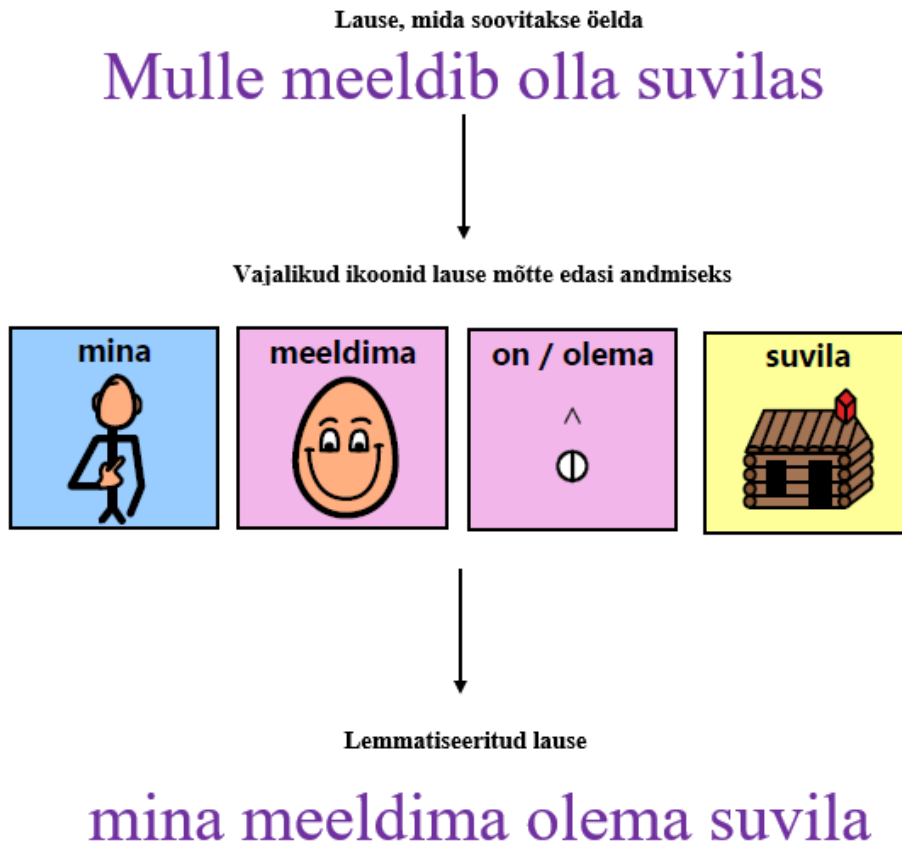 Lause, mida soovitakse öelda
Mulle meeldib olla suvilas
Vajalikud ikoonid lause mõtte edasi andmiseks
mina
meeldima
on / olema
suvila
Lemmatiseeritud lause
mina meeldima olema suvila